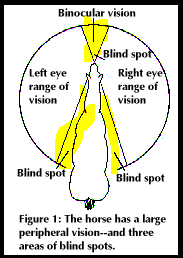 Binocular vision
Blind spot
Left eye
range of
vision
Right eye
range of
vision
Blind spot
Blind spot
Figure 1: The horse has a large
peripheral vision--and three
areas of blind spots.